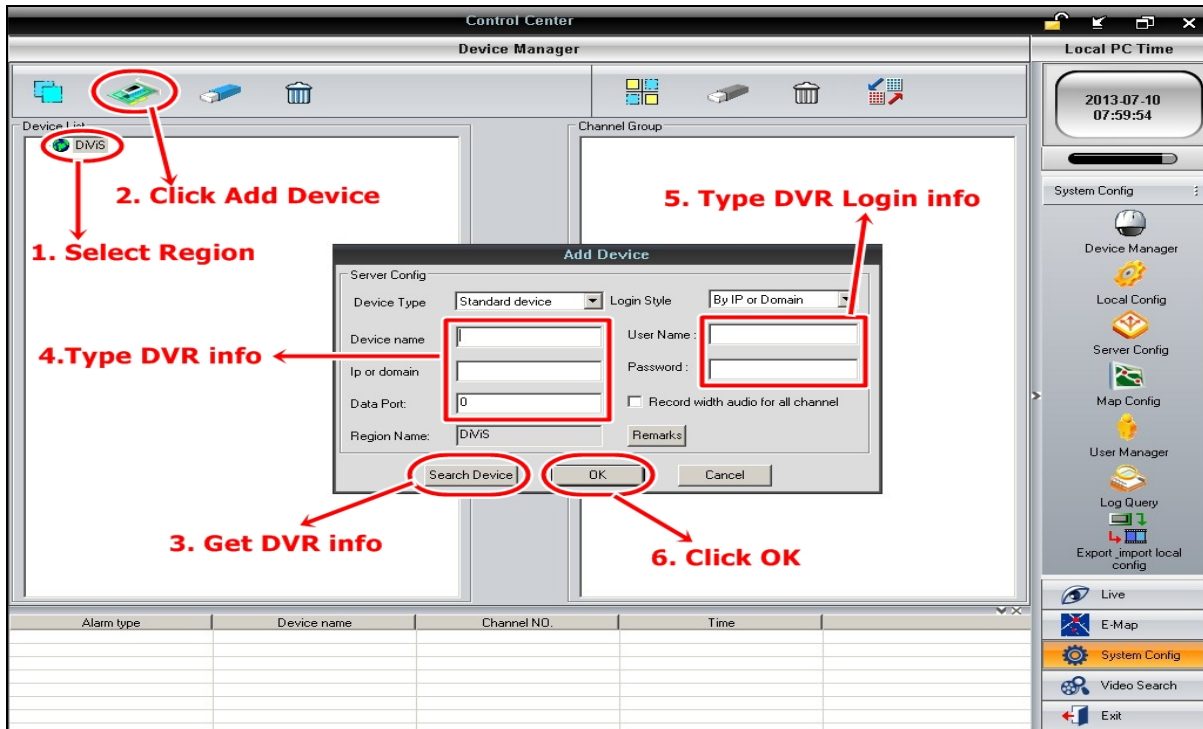 Control Center
Device Manager
Local PC Time
2013-07-10
07:59:54
Device List
Channel Group
DiViS
2. Click Add Device
1. Select Region
5. Type DVR Login info
Add Device
Server Config
Device Type
Standard device
Login Style
By IP or Domain
Device name
User Name :
4.Type DVR info
Ip or domain
Password :
Data Port:
0
Record width audio for all channel
Region Name:
DiViS
Remarks
Search Device
OK
Cancel
3. Get DVR info
6. Click OK
System Config
Device Manager
Local Config
Server Config
Map Config
User Manager
Log Query
Export_import local
config
Live
E-Map
System Config
Video Search
Exit
Alarm type
Device name
Channel NO.
Time